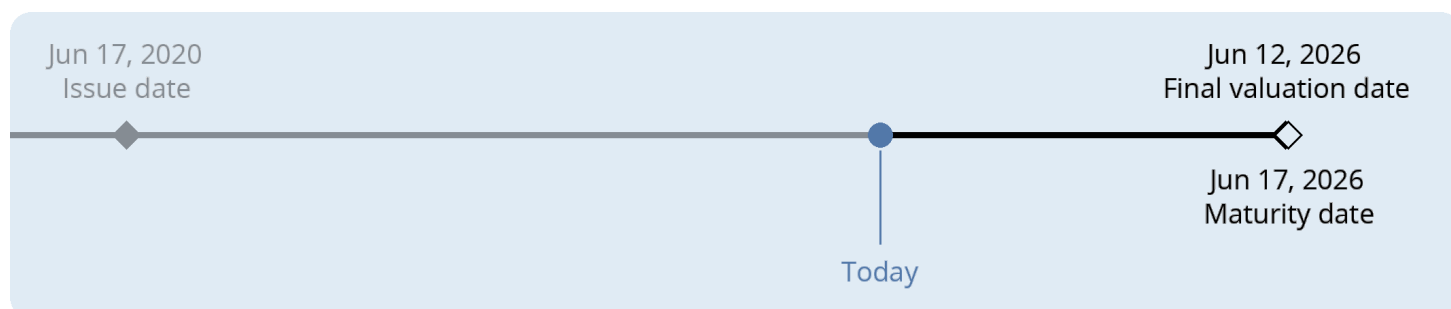 Jun 17, 2020
Issue date
Jun 12, 2026
Final valuation date
Jun 17, 2026
Maturity date
Today